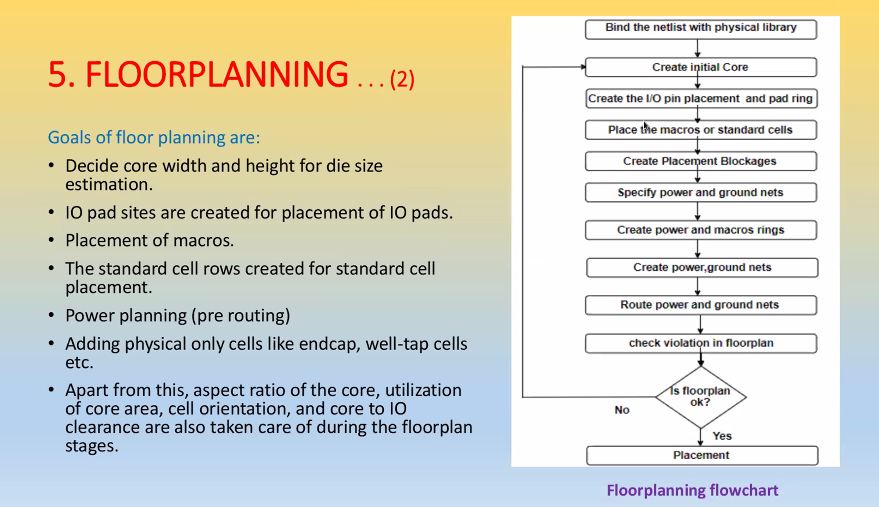 5. FLOORPLANNING . . . (2)
Goals of floor planning are:
• Decide core width and height for die size
estimation.
• IO pad sites are created for placement of IO pads.
• Placement of macros.
• The standard cell rows created for standard cell
placement.
• Power planning (pre routing)
• Adding physical only cells like endcap, well-tap cells
etc.
• Apart from this, aspect ratio of the core, utilization
of core area, cell orientation, and core to IO
clearance are also taken care of during the floorplan
stages.
Bind the netlist with physical library
Create initial Core
Create the I/O pin placement and pad ring
Place the macros or standard cells
Create Placement Blockages
Specify power and ground nets
Create power and macros rings
Create power,ground nets
Route power and ground nets
check violation in floorplan
Is floorplan
ok?
No
Yes
Placement
Floorplanning flowchart